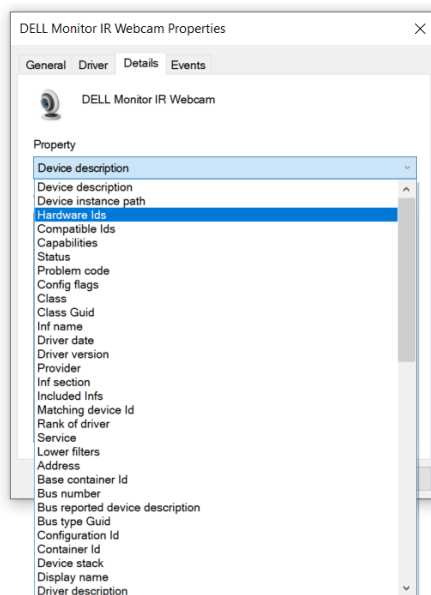 DELL Monitor IR Webcam Properties
General Driver Details Events
DELL Monitor IR Webcam
Property
Device description
Device description
Device instance path
Hardware Ids
Compatible Ids
Capabilities
Status
Problem code
Config flags
Class
Class Guid
Inf name
Driver date
Driver version
Provider
Inf section
Included Infs
Matching device Id
Rank of driver
Service
Lower filters
Address
Base container Id
Bus number
Bus reported device description
Bus type Guid
Configuration Id
Container Id
Device stack
Display name
Driver description